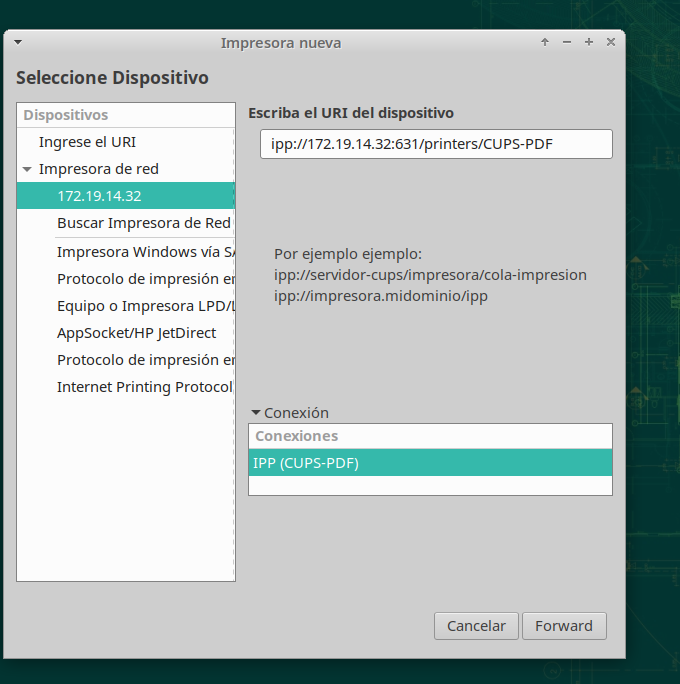 Impresora nueva
Seleccione Dispositivo
Dispositivos
Ingrese el URI
Impresora de red
172.19.14.32
Buscar Impresora de Red
Impresora Windows vía SA
Protocolo de impresión en
Equipo o Impresora LPD/L
AppSocket/HP JetDirect
Protocolo de impresión en
Internet Printing Protocol
Escriba el URI del dispositivo
ipp://172.19.14.32:631/printers/CUPS-PDF
Por ejemplo ejemplo:
ipp://servidor-cups/impresora/cola-impresion
ipp://impresora.midominio/ipp
Conexión
Conexiones
IPP (CUPS-PDF)
Cancelar
Forward